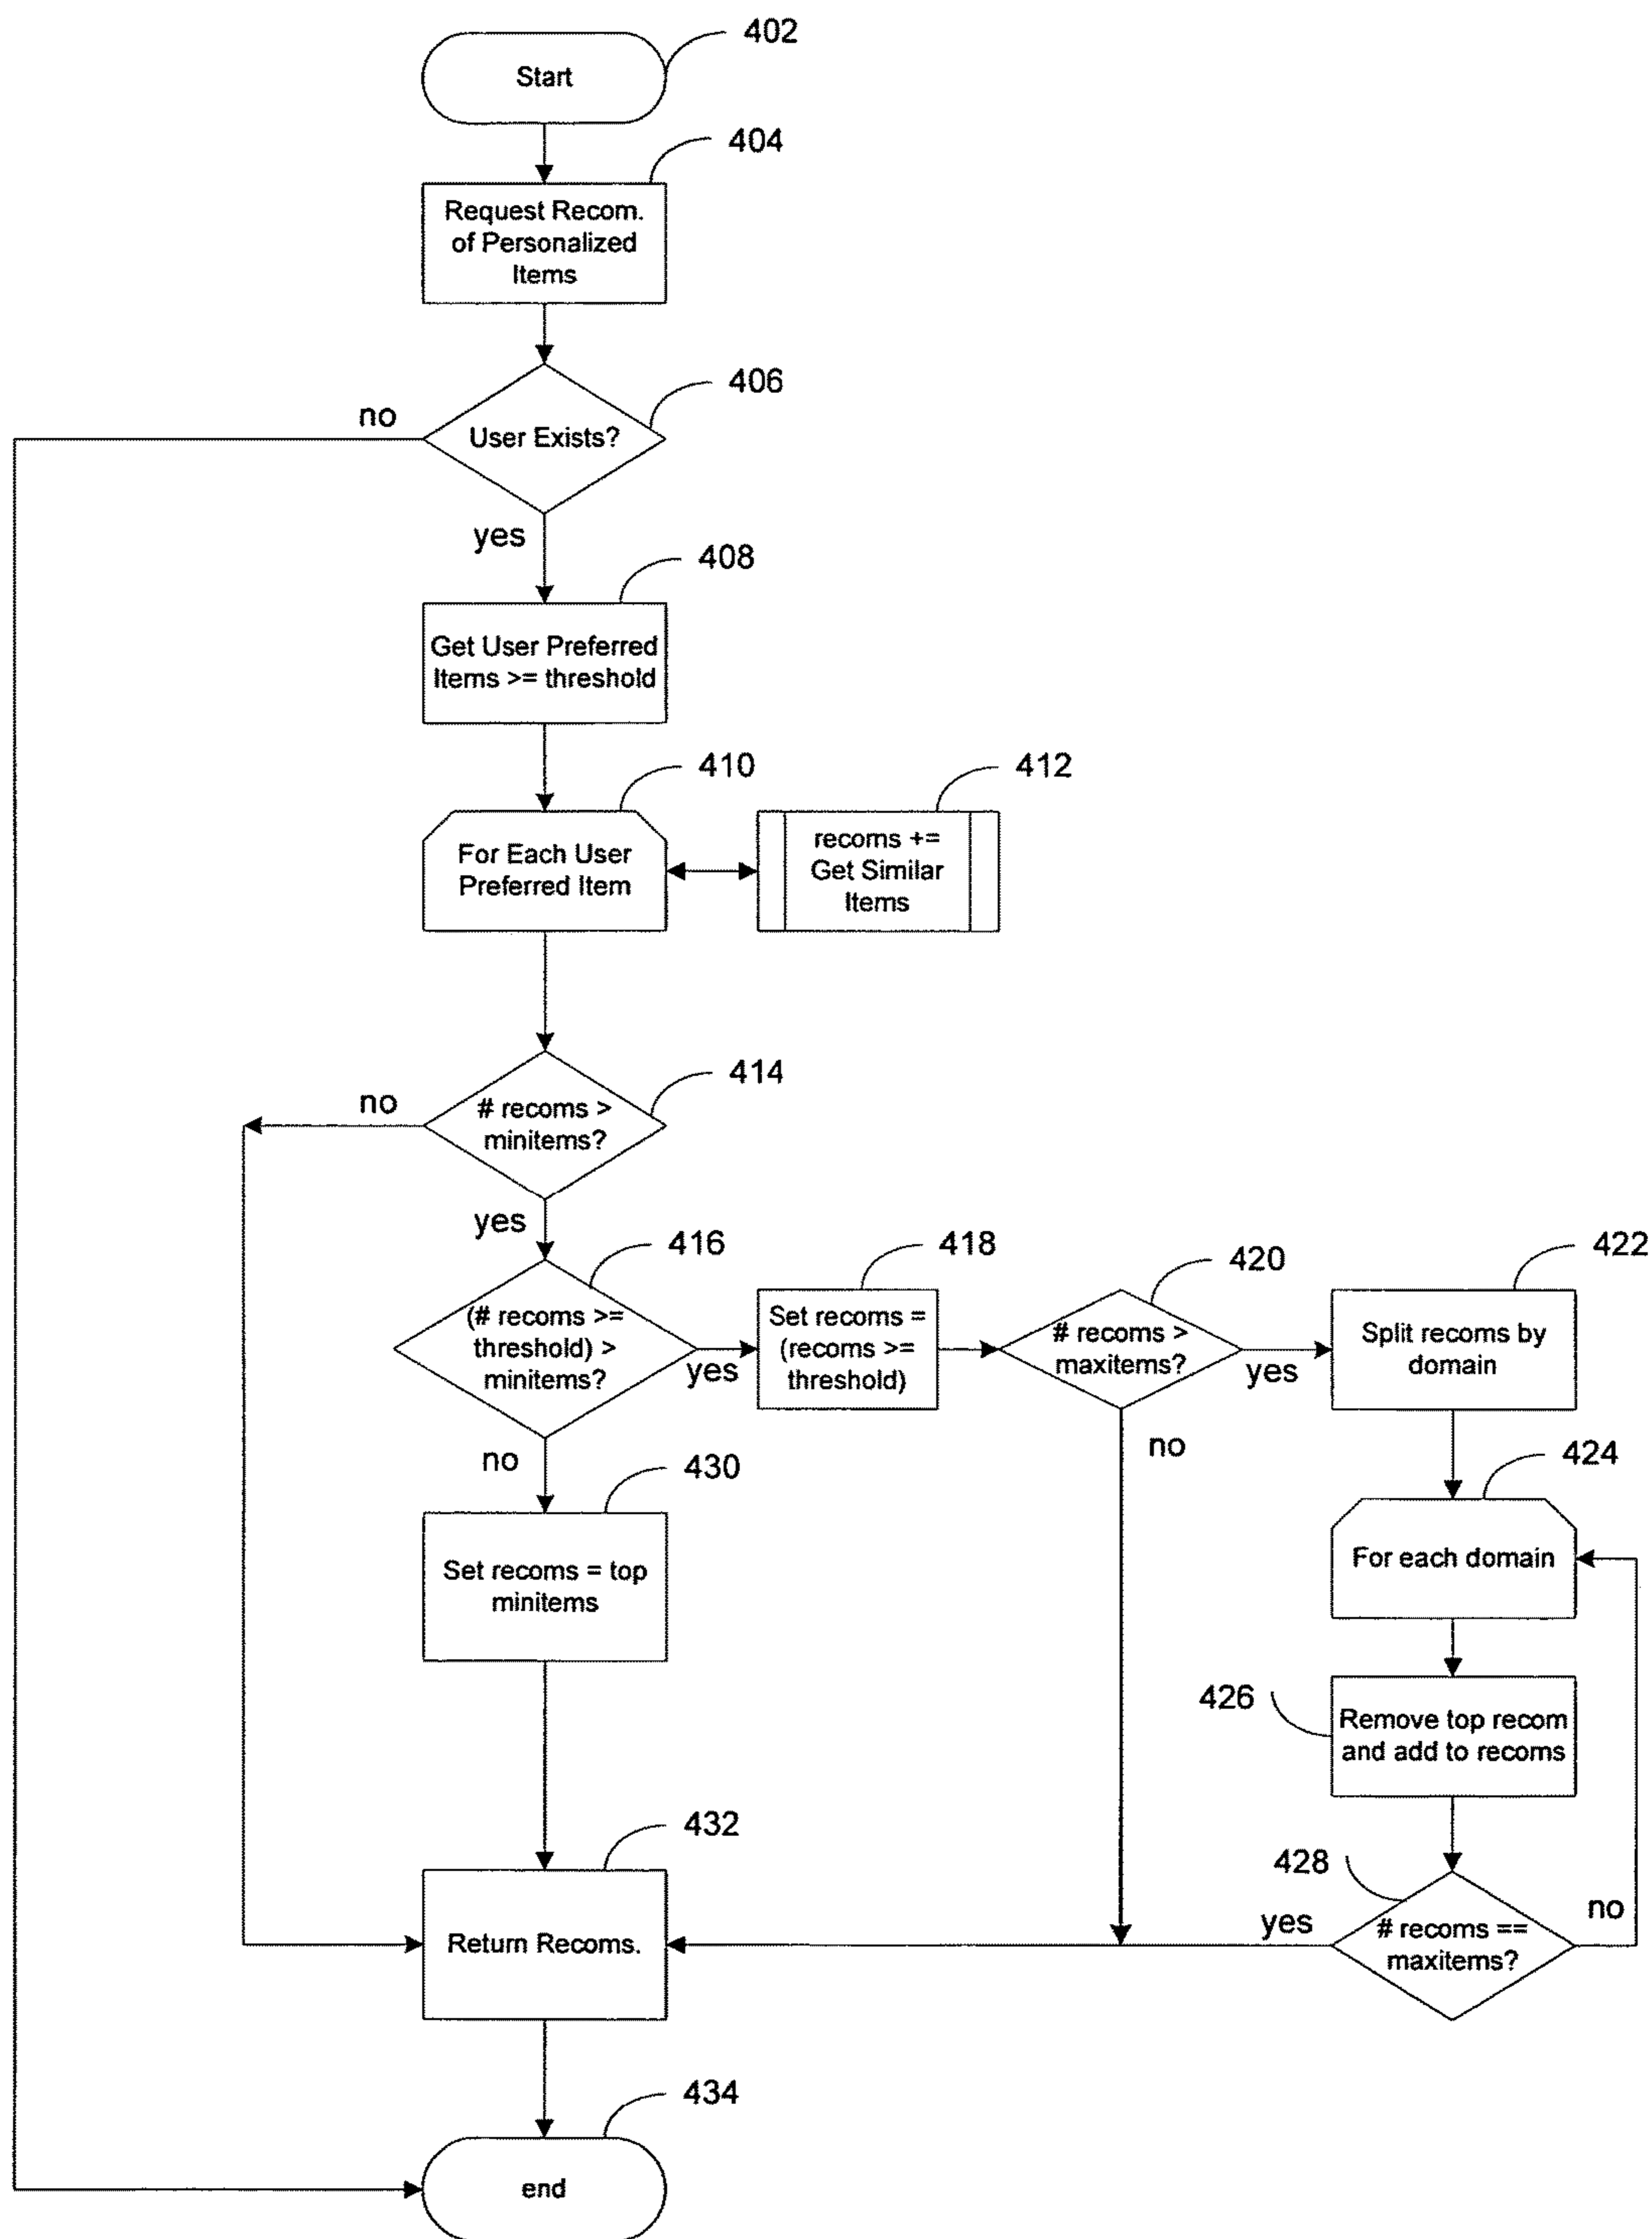 402
Start
404
Request Recom.
of Personalized
Items
406
no
User Exists?
yes
408
Get User Preferred
Items >= threshold
410
412
For Each User
Preferred Item
recoms +=
Get Similar
Items
414
no
# recoms >
minitems?
yes
416
418
420
422
(# recoms >=
threshold) >
minitems?
yes
Set recoms =
(recoms >=
threshold)
# recoms >
maxitems?
yes
Split recoms by
domain
no
no
424
430
For each domain
Set recoms = top
minitems
426
Remove top recom
and add to recoms
432
428
Return Recoms.
yes
# recoms ==
maxitems?
no
434
end